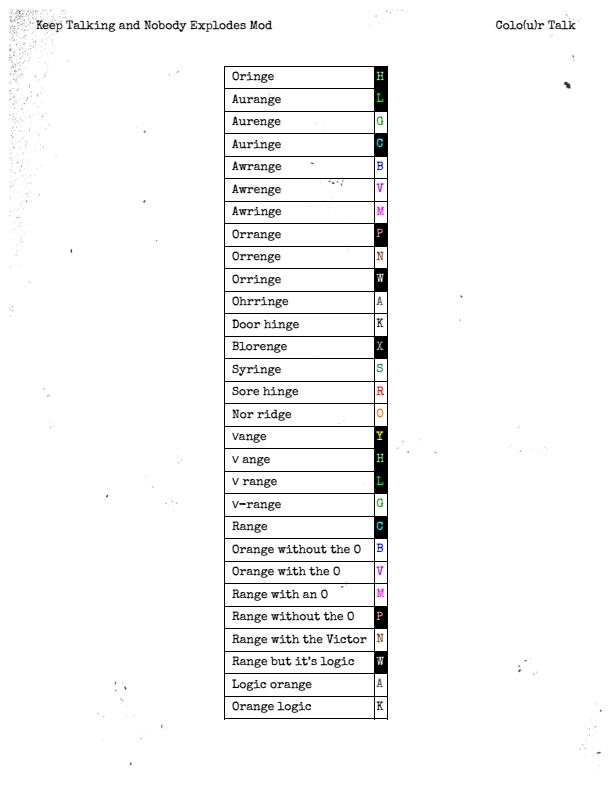 Keep Talking and Nobody Explodes Mod Colo(u)r Talk
Oringe H
Aurange L
Aurenge G
Auringe C
Awrange B
Awrenge V
Awringe M
Orrange P
Orrenge N
Orringe W
Ohrringe A
Door hinge K
Blorenge X
Syringe S
Sore hinge R
Nor ridge O
Vange Y
V ange H
V range L
V-range G
Range C
Orange without the O B
Orange with the O V
Range with an O M
Range without the O P
Range with the Victor N
Range but it's logic W
Logic orange A
Orange logic K